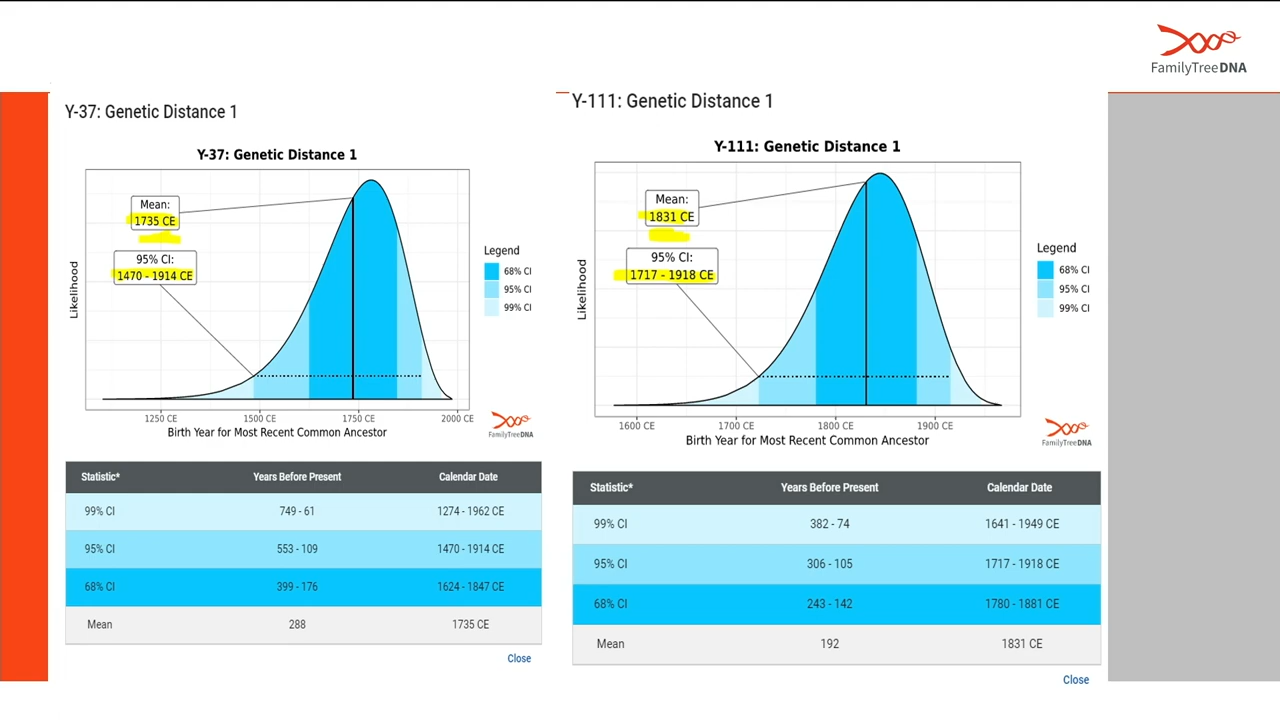 FamilyTreeDNA
Y-37: Genetic Distance 1
Y-37: Genetic Distance 1
Mean:
1735 CE
95% CI:
1470 - 1914 CE
Likelihood
Legend
68% CI
95% CI
99% CI
1250 CE 1500 CE 1750 CE 2000 CE
Birth Year for Most Recent Common Ancestor
FamilyTreeDNA
Statistic* Years Before Present Calendar Date
99% CI 749 - 61 1274 - 1962 CE
95% CI 553 - 109 1470 - 1914 CE
68% CI 399 - 176 1624 - 1847 CE
Mean 288 1735 CE
Close
Y-111: Genetic Distance 1
Y-111: Genetic Distance 1
Mean:
1831 CE
95% CI:
1717 - 1918 CE
Likelihood
Legend
68% CI
95% CI
99% CI
1600 CE 1700 CE 1800 CE 1900 CE
Birth Year for Most Recent Common Ancestor
FamilyTreeDNA
Statistic* Years Before Present Calendar Date
99% CI 382 - 74 1641 - 1949 CE
95% CI 306 - 105 1717 - 1918 CE
68% CI 243 - 142 1780 - 1881 CE
Mean 192 1831 CE
Close